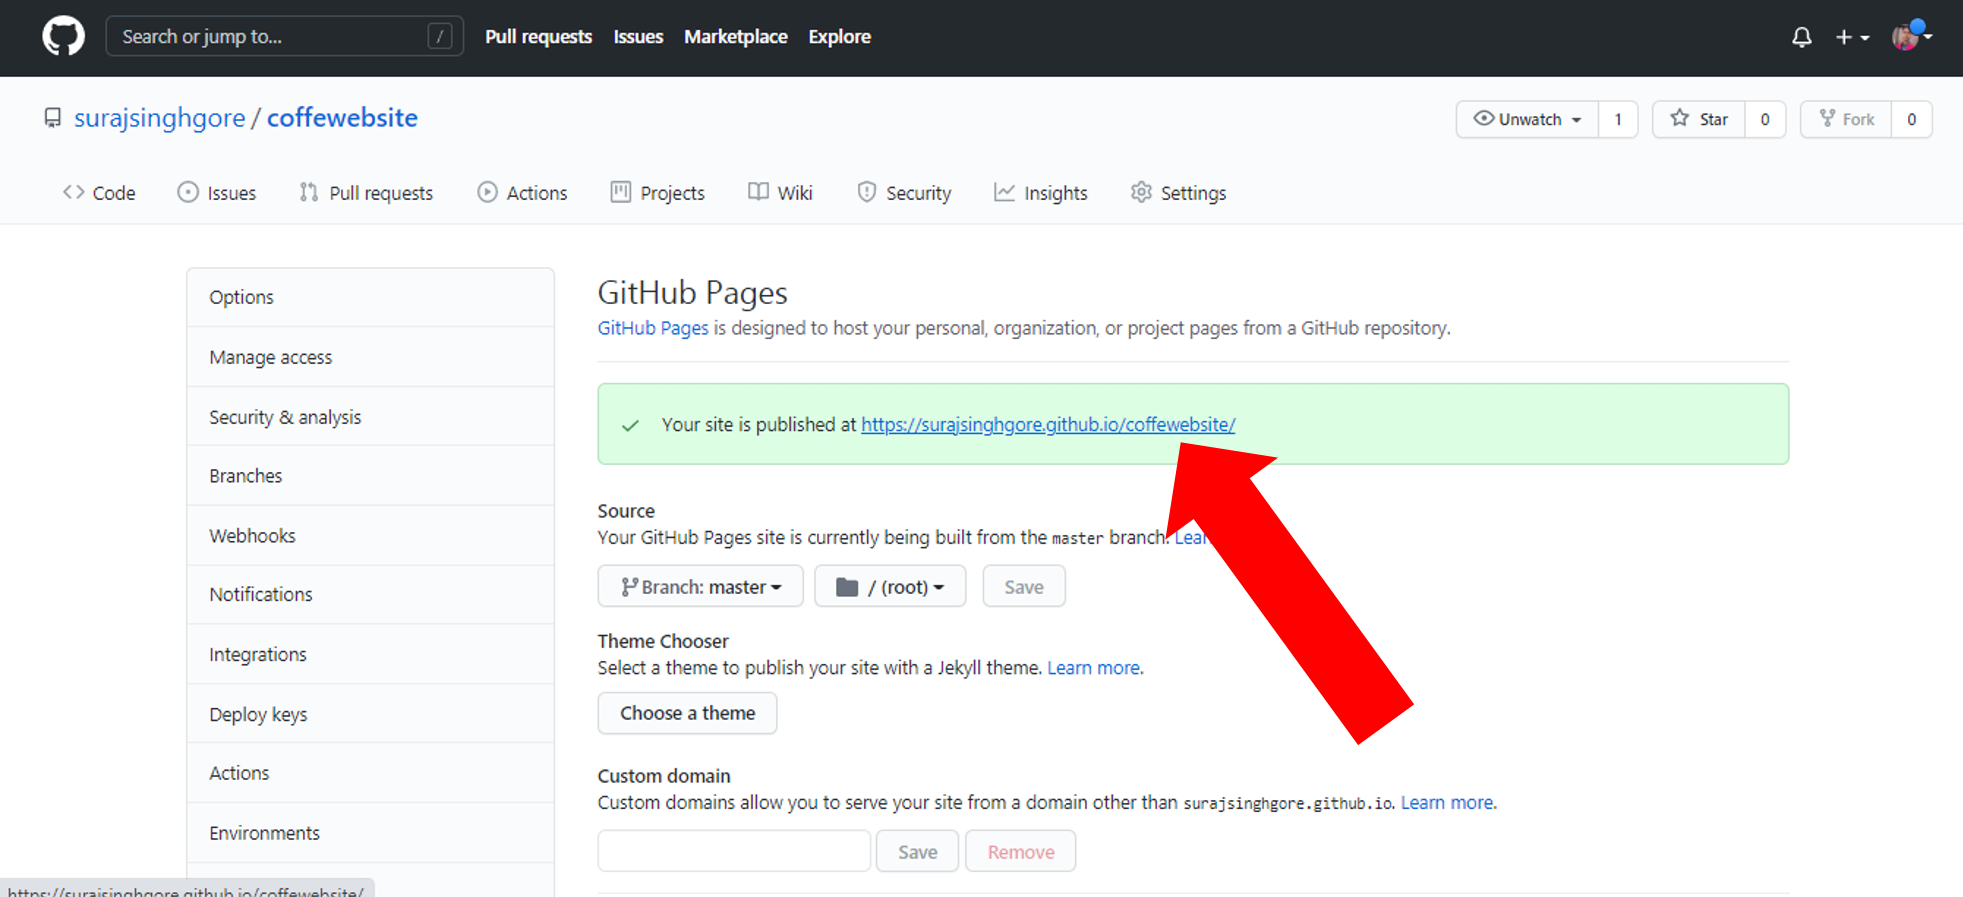 Search or jump to... /
Pull requests Issues Marketplace Explore
surajsinghgore / coffewebsite
Unwatch 1 Star 0 Fork 0
Code Issues Pull requests Actions Projects Wiki Security Insights Settings
Options
Manage access
Security & analysis
Branches
Webhooks
Notifications
Integrations
Deploy keys
Actions
Environments
GitHub Pages
GitHub Pages is designed to host your personal, organization, or project pages from a GitHub repository.
Your site is published at https://surajsinghgore.github.io/coffewebsite/
Source
Your GitHub Pages site is currently being built from the master branch.
Branch: master / (root) Save
Theme Chooser
Select a theme to publish your site with a Jekyll theme. Learn more.
Choose a theme
Custom domain
Custom domains allow you to serve your site from a domain other than surajsinghgore.github.io. Learn more.
Save Remove
https://surajsinghgore.github.io/coffewebsite/